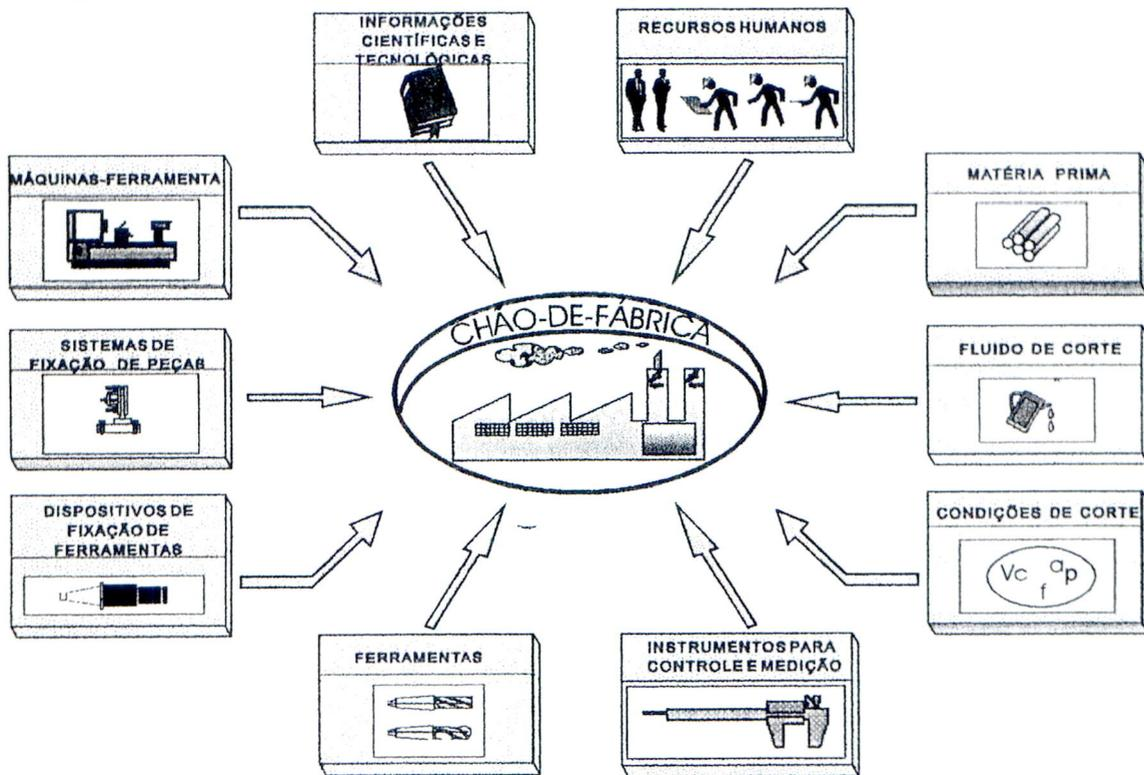 INFORMAÇÕES
CIENTÍFICAS E
TECNOLÓGICAS
RECURSOS HUMANOS
MÁQUINAS-FERRAMENTA
MATÉRIA PRIMA
CHÃO-DE-FÁBRICA
SISTEMAS DE
FIXAÇÃO DE PEÇAS
FLUIDO DE CORTE
DISPOSITIVOS DE
FIXAÇÃO DE
FERRAMENTAS
CONDIÇÕES DE CORTE
Vc f ap
FERRAMENTAS
INSTRUMENTOS PARA
CONTROLE E MEDIÇÃO